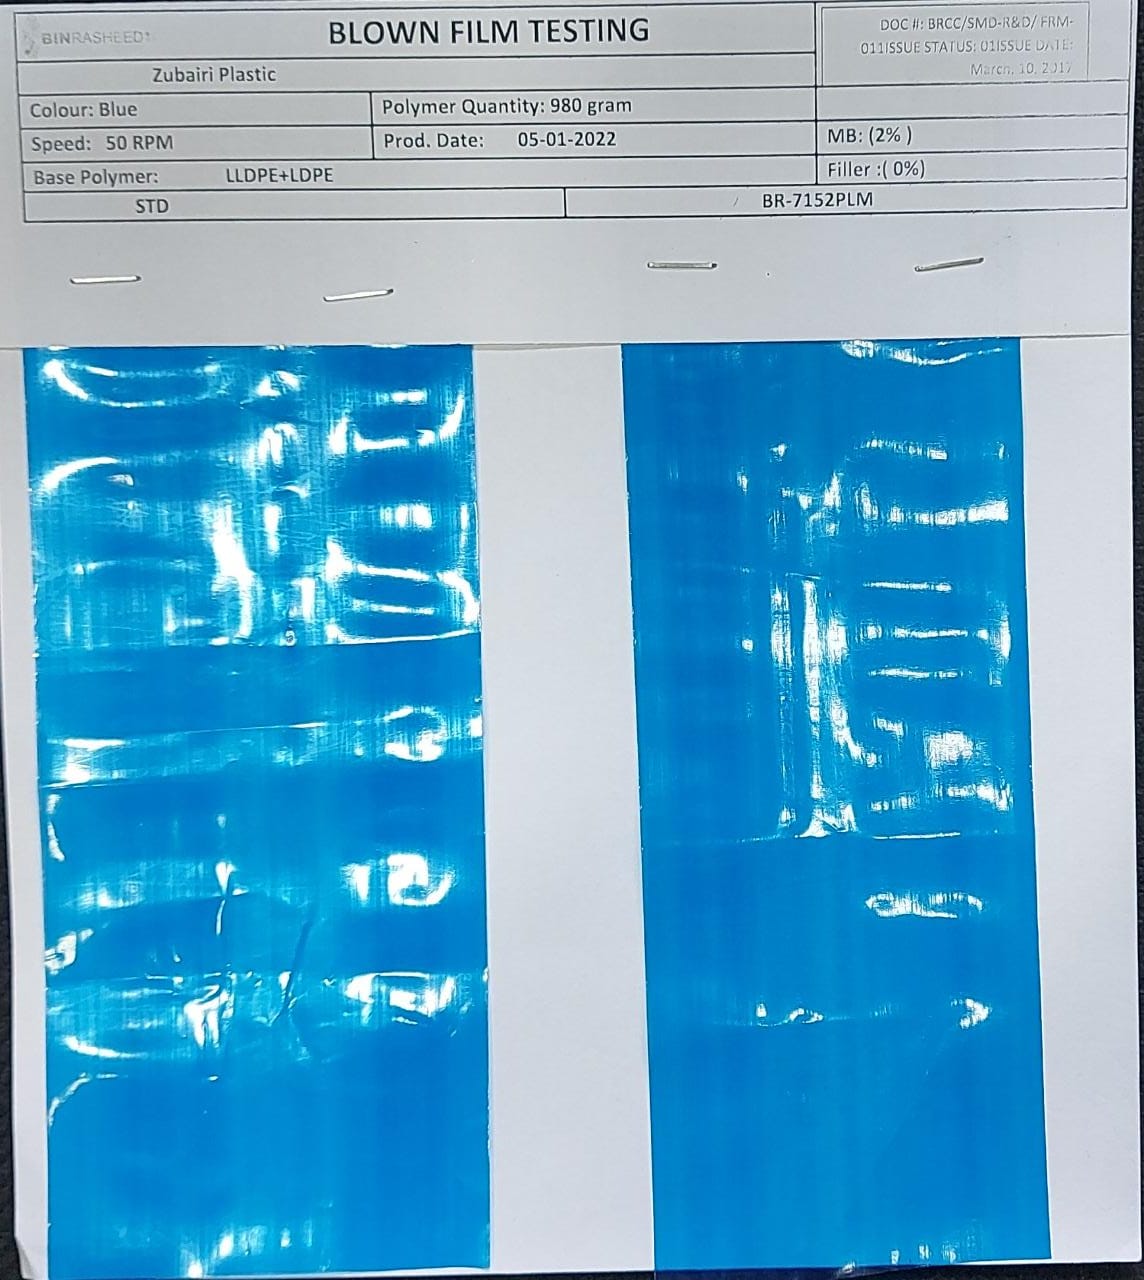 BINRASHEED
BLOWN FILM TESTING
DOC #: BRCC/SMD-R&D/ FRM-
011ISSUE STATUS: 01ISSUE DATE:
March, 10, 2017
Zubairi Plastic
Colour: Blue
Polymer Quantity: 980 gram
Speed: 50 RPM
Prod. Date: 05-01-2022
MB: (2% )
Base Polymer: LLDPE+LDPE
Filler :( 0%)
STD
BR-7152PLM